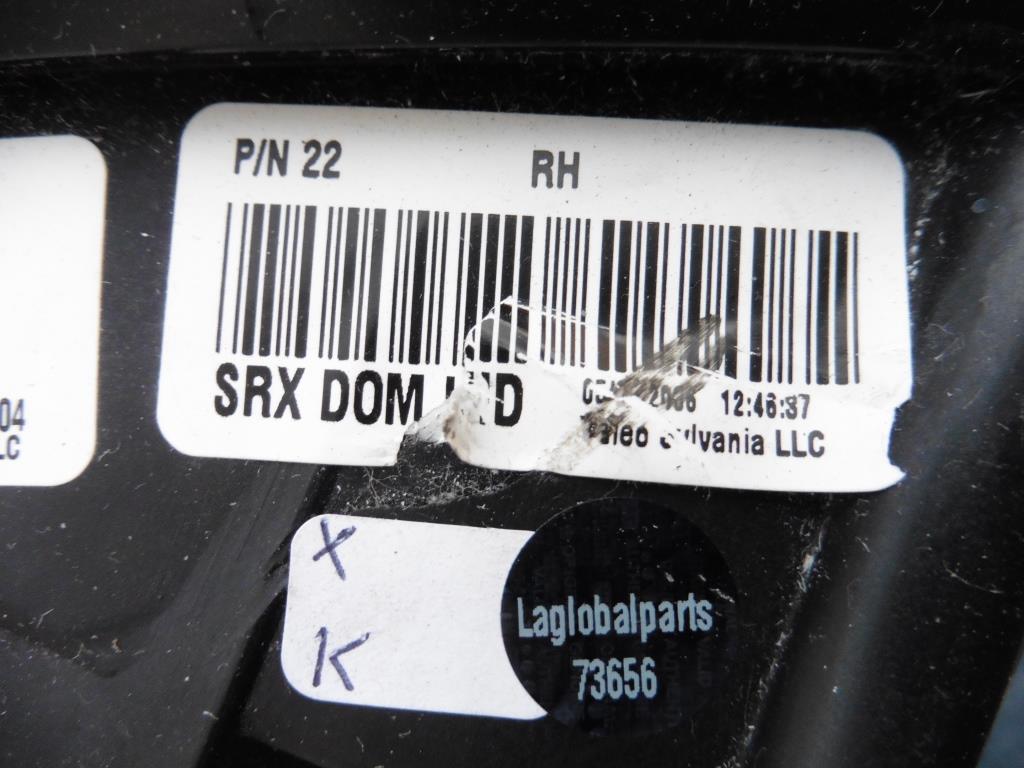 P/N 22 RH
SRX DOM
12:46:37
LLC
04
LC
X
K
Laglobalparts
73656